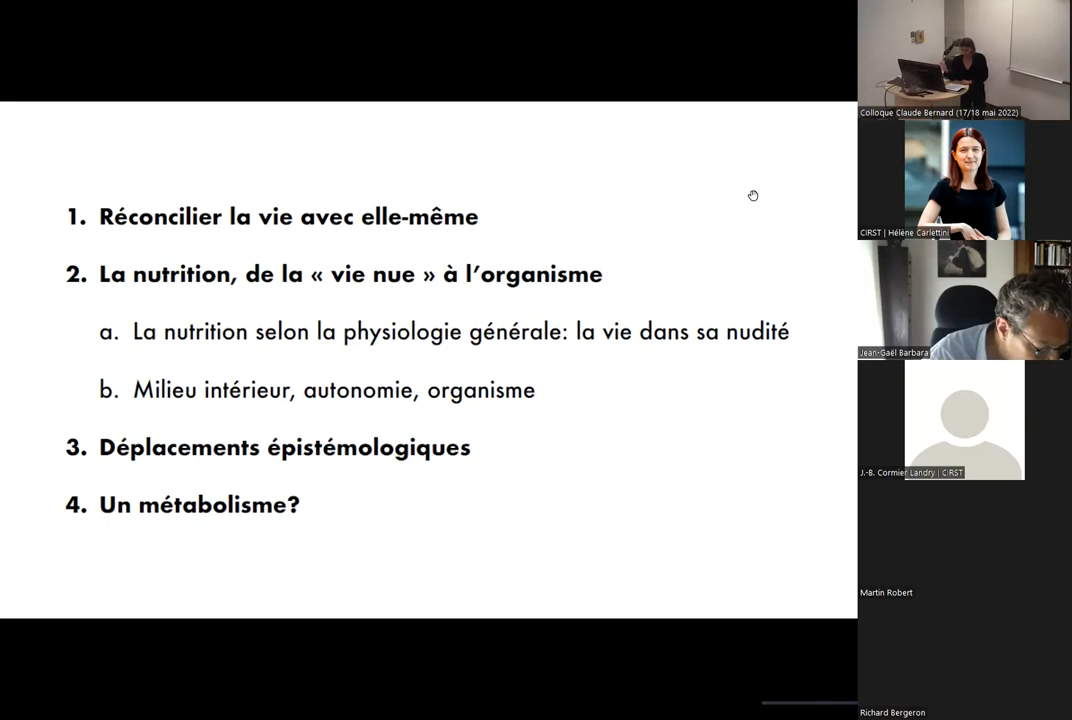 1. Réconcilier la vie avec elle-même
2. La nutrition, de la « vie nue » à l'organisme
a. La nutrition selon la physiologie générale: la vie dans sa nudité
b. Milieu intérieur, autonomie, organisme
3. Déplacements épistémologiques
4. Un métabolisme?
Colloque Claude Bernard (17/18 mai 2022)
CIRST | Hélène Carlettini
Jean-Gaël Barbara
J.-B. Cormier Landry | CIRST
Martin Robert
Richard Bergeron